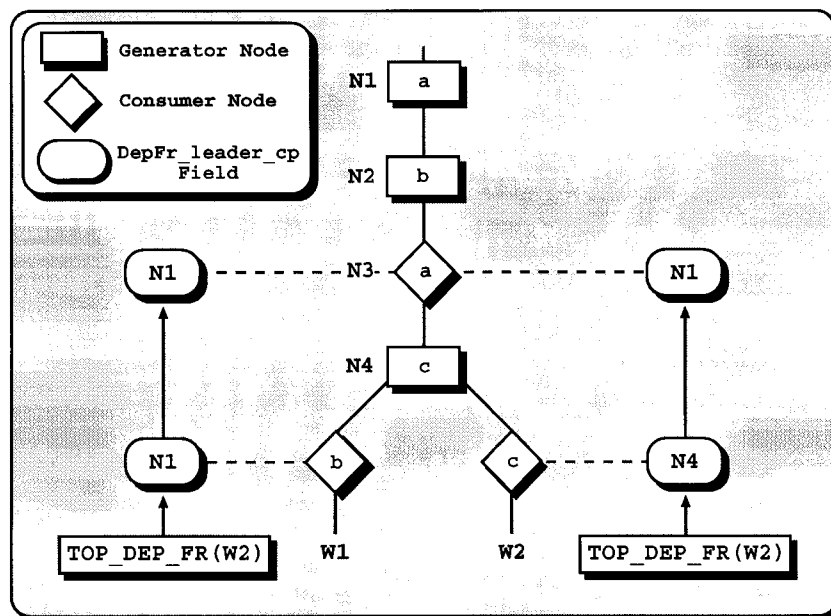 Generator Node
Consumer Node
DepFr_leader_cp
Field
N1
a
N2
b
N1
N3
a
N1
N4
c
N1
b
c
N4
TOP_DEP_FR(W2)
W1
W2
TOP_DEP_FR(W2)